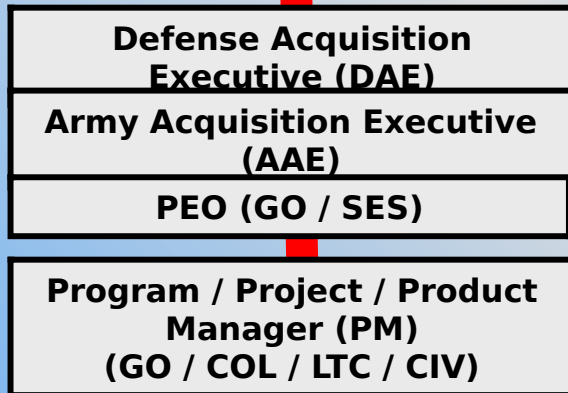 Defense Acquisition
Executive (DAE)
Army Acquisition Executive
(AAE)
PEO (GO / SES)
Program / Project / Product
Manager (PM)
(GO / COL / LTC / CIV)